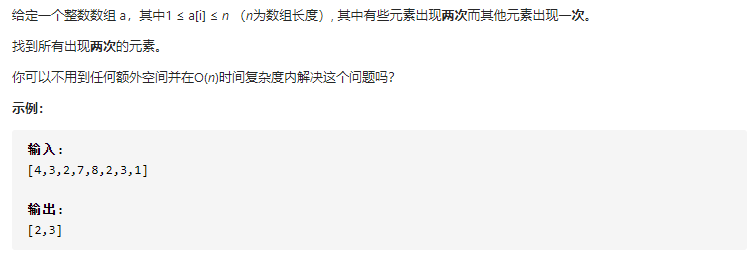 给定一个整数数组 a，其中1 ≤ a[i] ≤ n （n为数组长度）, 其中有些元素出现两次而其他元素出现一次。
找到所有出现两次的元素。
你可以不用到任何额外空间并在O(n)时间复杂度内解决这个问题吗？
示例：
输入:
[4,3,2,7,8,2,3,1]
输出:
[2,3]